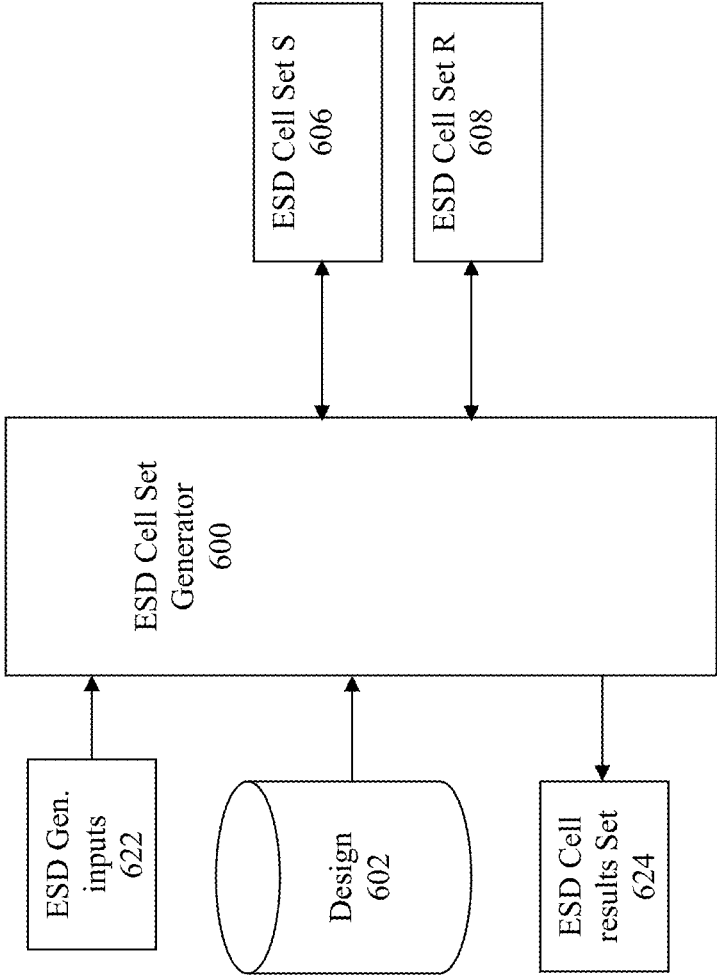 ESD Gen.
inputs
622
Design
602
ESD Cell
results Set
624
ESD Cell Set
Generator
600
ESD Cell Set S
606
ESD Cell Set R
608